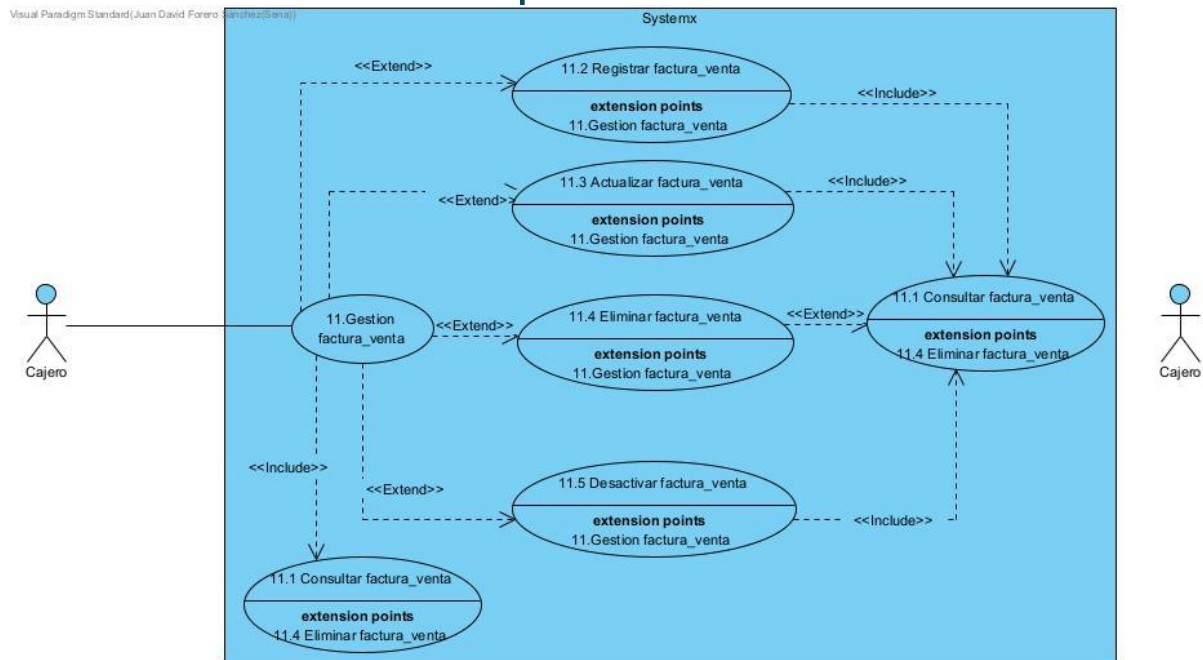 Visual Paradigm Standard(Juan David Forero Sanchez(Sena))
Systemx
<<Extend>>
11.2 Registrar factura_venta
extension points
11.Gestion factura_venta
<<Include>>
<<Extend>>
11.3 Actualizar factura_venta
extension points
11.Gestion factura_venta
<<Include>>
Cajero
11.Gestion
factura_venta
<<Extend>>
11.4 Eliminar factura_venta
extension points
11.Gestion factura_venta
<<Extend>>
11.1 Consultar factura_venta
extension points
11.4 Eliminar factura_venta
Cajero
<<Include>>
<<Extend>>
11.5 Desactivar factura_venta
extension points
11.Gestion factura_venta
<<Include>>
11.1 Consultar factura_venta
extension points
11.4 Eliminar factura_venta